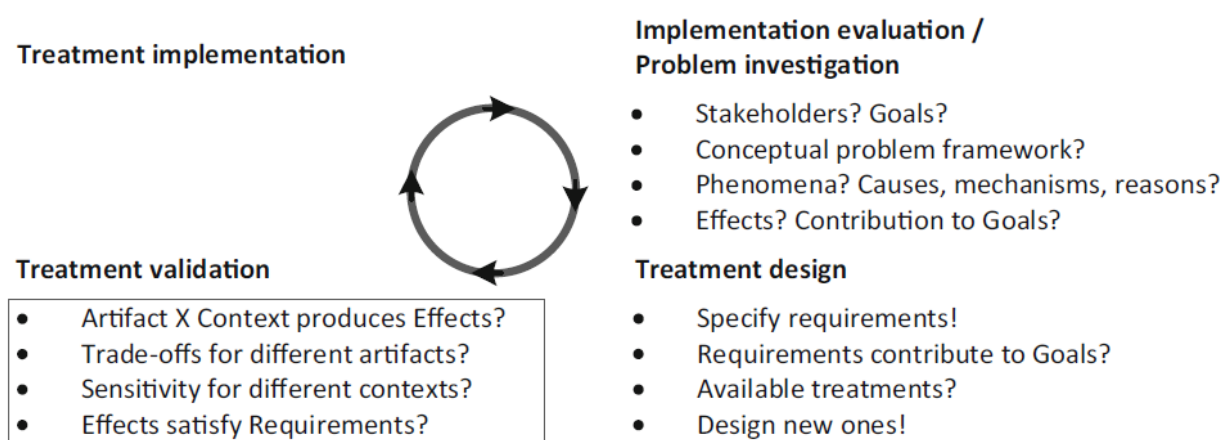 Treatment implementation
Implementation evaluation /
Problem investigation
• Stakeholders? Goals?
• Conceptual problem framework?
• Phenomena? Causes, mechanisms, reasons?
• Effects? Contribution to Goals?
Treatment validation
• Artifact X Context produces Effects?
• Trade-offs for different artifacts?
• Sensitivity for different contexts?
• Effects satisfy Requirements?
Treatment design
• Specify requirements!
• Requirements contribute to Goals?
• Available treatments?
• Design new ones!